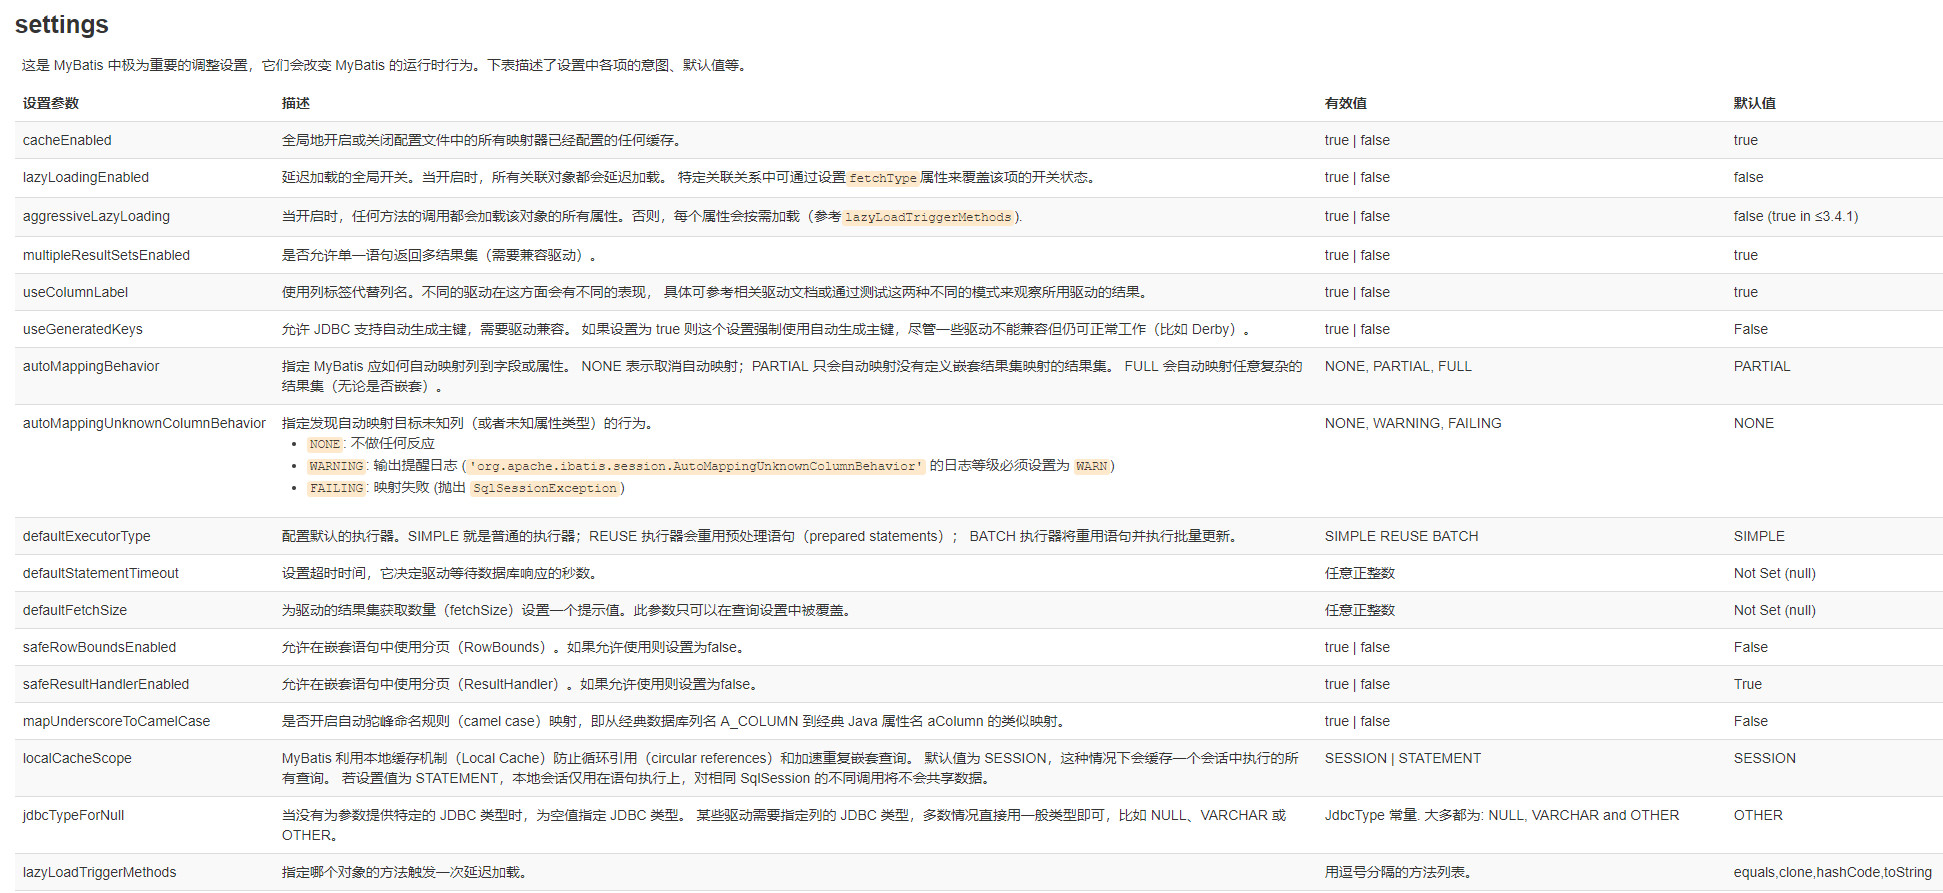 settings
这是 MyBatis 中极为重要的调整设置，它们会改变 MyBatis 的运行时行为。下表描述了设置中各项的意图、默认值等。
设置参数 描述 有效值 默认值
cacheEnabled 全局地开启或关闭配置文件中的所有映射器已经配置的任何缓存。 true | false true
lazyLoadingEnabled 延迟加载的全局开关。当开启时，所有关联对象都会延迟加载。 特定关联关系中可通过设置 fetchType 属性来覆盖该项的开关状态。 true | false false
aggressiveLazyLoading 当开启时，任何方法的调用都会加载该对象的所有属性。否则，每个属性会按需加载（参考 lazyLoadTriggerMethods ). true | false false (true in ≤3.4.1)
multipleResultSetsEnabled 是否允许单一语句返回多结果集（需要兼容驱动）。 true | false true
useColumnLabel 使用列标签代替列名。不同的驱动在这方面会有不同的表现， 具体可参考相关驱动文档或通过测试这两种不同的模式来观察所用驱动的结果。 true | false true
useGeneratedKeys 允许 JDBC 支持自动生成主键，需要驱动兼容。 如果设置为 true 则这个设置强制使用自动生成主键，尽管一些驱动不能兼容但仍可正常工作（比如 Derby）。 true | false False
autoMappingBehavior 指定 MyBatis 应如何自动映射列到字段或属性。 NONE 表示取消自动映射；PARTIAL 只会自动映射没有定义嵌套结果集映射的结果集。 FULL 会自动映射任意复杂的 NONE, PARTIAL, FULL PARTIAL
结果集（无论是否嵌套）。
autoMappingUnknownColumnBehavior 指定发现自动映射目标未知列（或者未知属性类型）的行为。 NONE, WARNING, FAILING NONE
• NONE: 不做任何反应
• WARNING: 输出提醒日志 ('org.apache.ibatis.session.AutoMappingUnknownColumnBehavior' 的日志等级必须设置为 WARN)
• FAILING: 映射失败 (抛出 SqlSessionException)
defaultExecutorType 配置默认的执行器。SIMPLE 就是普通的执行器；REUSE 执行器会重用预处理语句（prepared statements）； BATCH 执行器将重用语句并执行批量更新。 SIMPLE REUSE BATCH SIMPLE
defaultStatementTimeout 设置超时时间，它决定驱动等待数据库响应的秒数。 任意正整数 Not Set (null)
defaultFetchSize 为驱动的结果集获取数量（fetchSize）设置一个提示值。此参数只可以在查询设置中被覆盖。 任意正整数 Not Set (null)
safeRowBoundsEnabled 允许在嵌套语句中使用分页（RowBounds）。如果允许使用则设置为false。 true | false False
safeResultHandlerEnabled 允许在嵌套语句中使用分页（ResultHandler）。如果允许使用则设置为false。 true | false True
mapUnderscoreToCamelCase 是否开启自动驼峰命名规则（camel case）映射，即从经典数据库列名 A_COLUMN 到经典 Java 属性名 aColumn 的类似映射。 true | false False
localCacheScope MyBatis 利用本地缓存机制（Local Cache）防止循环引用（circular references）和加速重复嵌套查询。 默认值为 SESSION，这种情况下会缓存一个会话中执行的所 SESSION | STATEMENT SESSION
有查询。 若设置值为 STATEMENT，本地会话仅用在语句执行上，对相同 SqlSession 的不同调用将不会共享数据。
jdbcTypeForNull 当没有为参数提供特定的 JDBC 类型时，为空值指定 JDBC 类型。 某些驱动需要指定列的 JDBC 类型，多数情况直接用一般类型即可，比如 NULL、VARCHAR 或 JdbcType 常量. 大多都为: NULL, VARCHAR and OTHER OTHER
OTHER。
lazyLoadTriggerMethods 指定哪个对象的方法触发一次延迟加载。 用逗号分隔的方法列表。 equals,clone,hashCode,toString